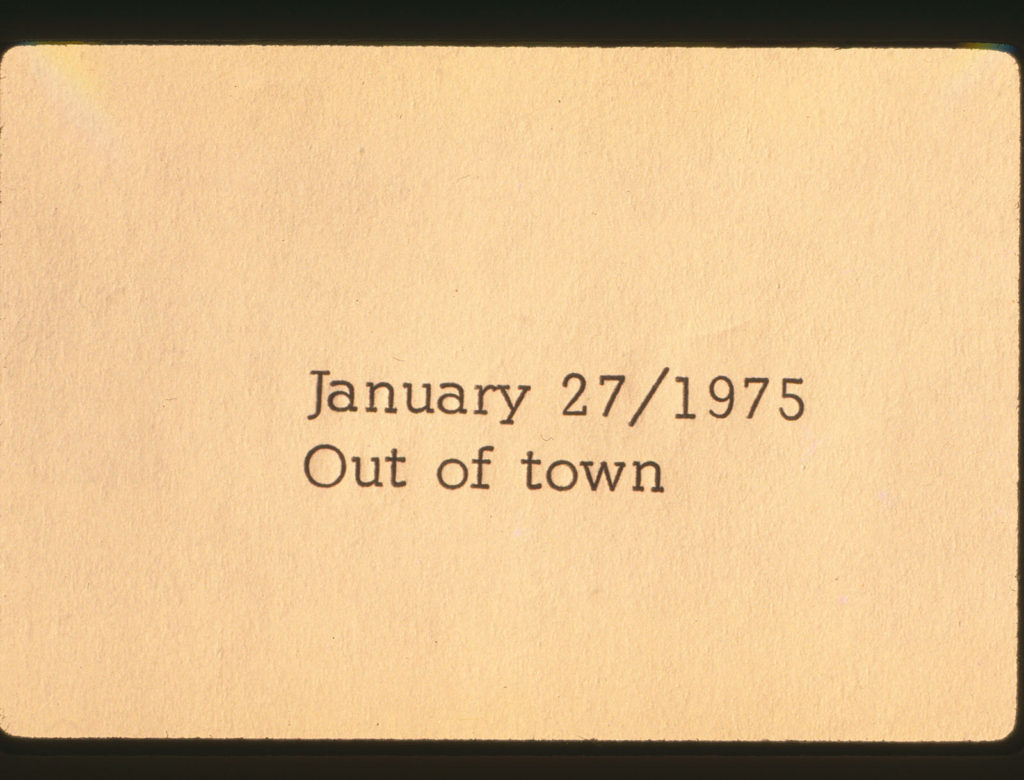 January 27/1975
Out of town